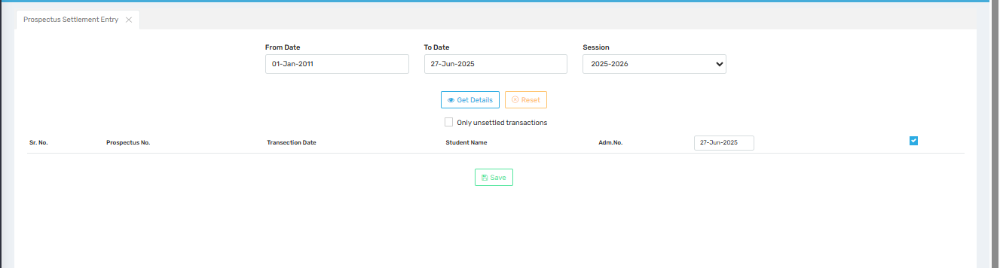 Prospectus Settlement Entry
From Date To Date Session
01-Jan-2011 27-Jun-2025 2025-2026
Get Details Reset
Only unsettled transactions
Sr. No. Prospectus No. Transection Date Student Name Adm.No. 27-Jun-2025
Save